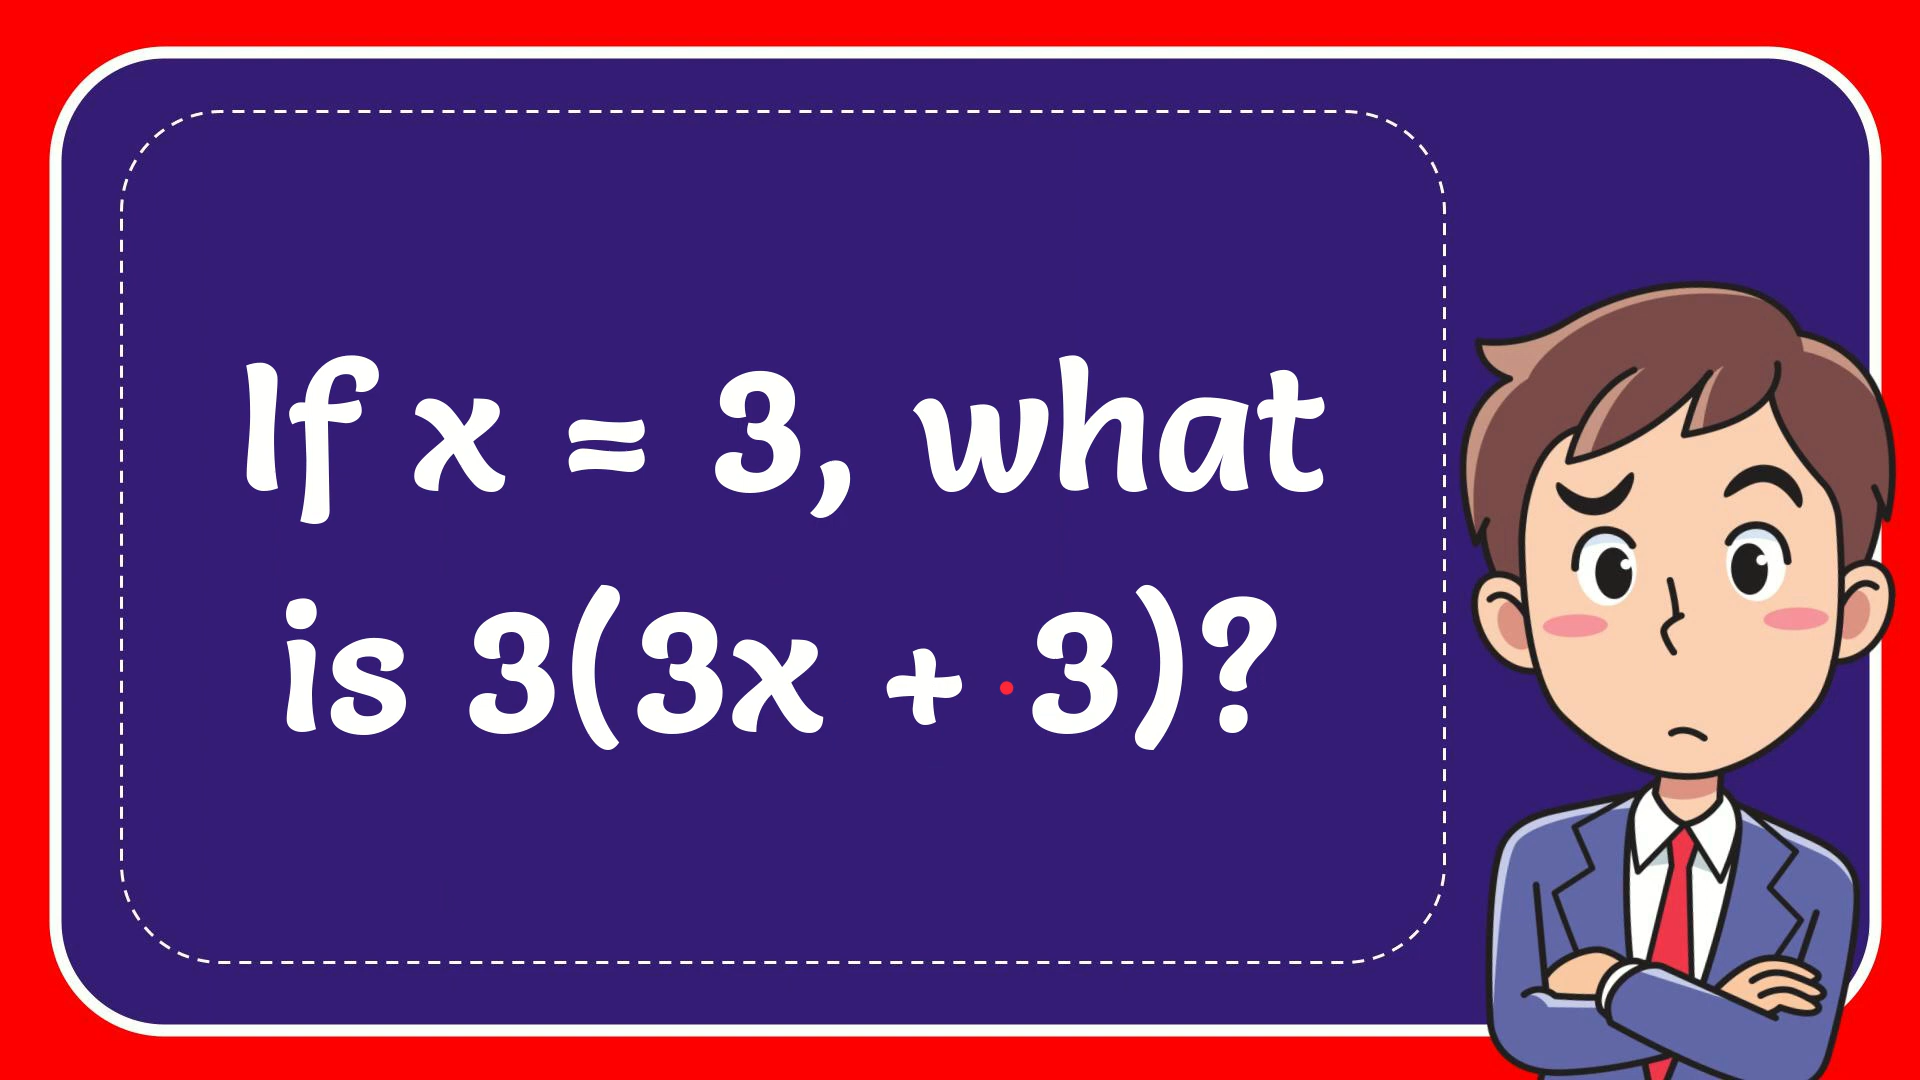 If x = 3, what
is 3(3x + 3)?